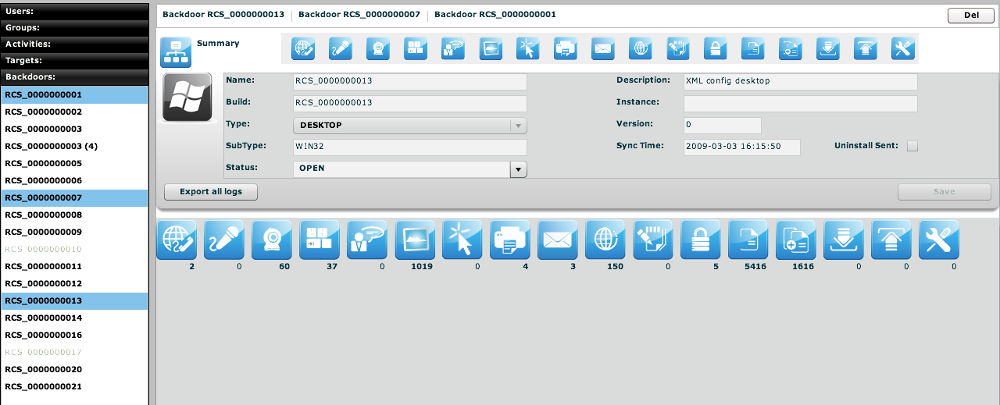 Users:
Groups:
Activities:
Targets:
Backdoors:
RCS_0000000001
RCS_0000000002
RCS_0000000003
RCS_0000000003 (4)
RCS_0000000005
RCS_0000000006
RCS_0000000007
RCS_0000000008
RCS_0000000009
RCS 0000000010
RCS_0000000011
RCS_0000000012
RCS_0000000013
RCS_0000000014
RCS_0000000016
RCS 0000000017
RCS_0000000020
RCS_0000000021
Backdoor RCS_0000000013 Backdoor RCS_0000000007 Backdoor RCS_0000000001
Del
Summary
Name: RCS_0000000013
Build: RCS_0000000013
Type: DESKTOP
SubType: WIN32
Status: OPEN
Description: XML config desktop
Instance:
Version: 0
Sync Time: 2009-03-03 16:15:50 Uninstall Sent:
Export all logs
Save
2 0 60 37 0 1019 0 4 3 150 0 5 5416 1616 0 0 0